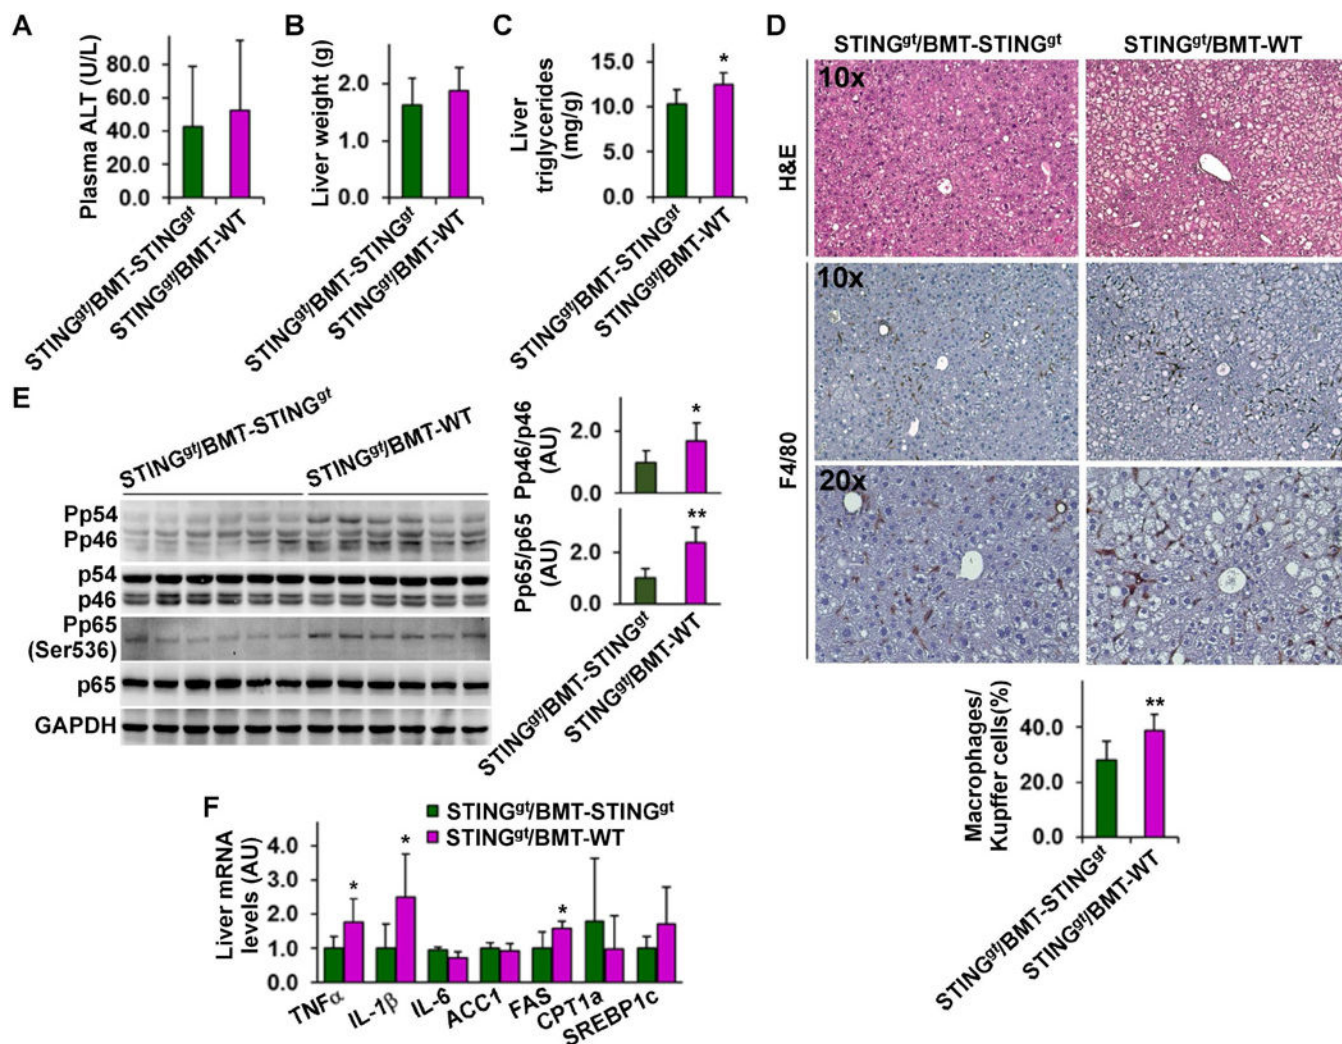 A
Plasma ALT (U/L)
80.0
60.0
40.0
20.0
0.0
STINGgt/BMT-STINGgt
STINGgt/BMT-WT
B
Liver weight (g)
2.0
1.0
0.0
STINGgt/BMT-STINGgt
STINGgt/BMT-WT
C
Liver
triglycerides
(mg/g)
15.0
10.0
5.0
0.0
*
STINGgt/BMT-STINGgt
STINGgt/BMT-WT
D
STINGgt/BMT-STINGgt
STINGgt/BMT-WT
H&E
10x
F4/80
10x
20x
Macrophages/
Kupffer cells(%)
40.0
20.0
0.0
**
STINGgt/BMT-STINGgt
STINGgt/BMT-WT
E
STINGgt/BMT-STINGgt
STINGgt/BMT-WT
Pp54
Pp46
p54
p46
Pp65
(Ser536)
p65
GAPDH
Pp46/p46
(AU)
2.0
0.0
*
Pp65/p65
(AU)
2.0
0.0
**
STINGgt/BMT-STINGgt
STINGgt/BMT-WT
F
STINGgt/BMT-STINGgt
STINGgt/BMT-WT
Liver mRNA
levels (AU)
4.0
3.0
2.0
1.0
0.0
*
*
*
TNFα
IL-1β
IL-6
ACC1
FAS
CPT1a
SREBP1c